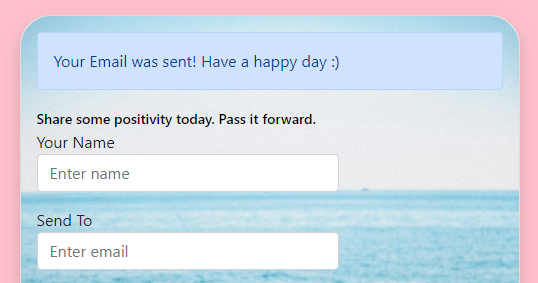 Your Email was sent! Have a happy day :)
Share some positivity today. Pass it forward.
Your Name
Enter name
Send To
Enter email